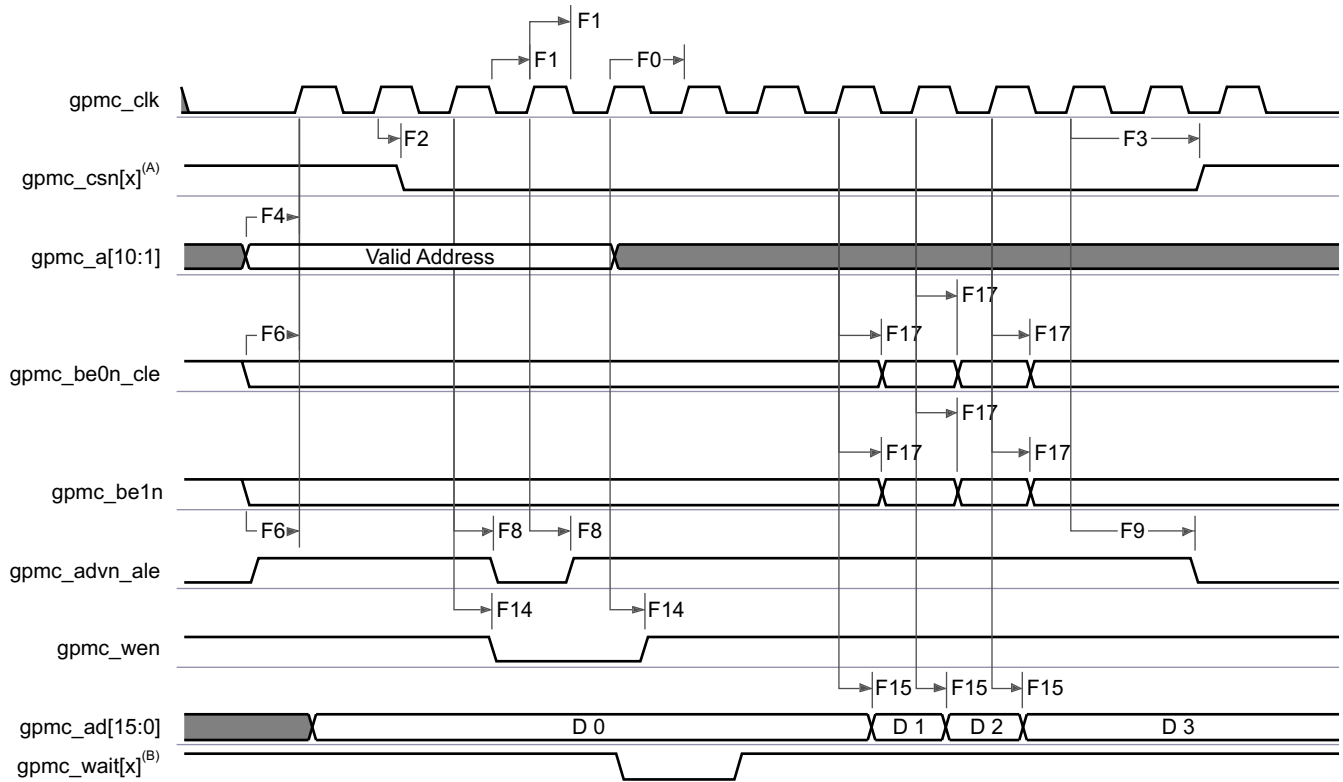 F1
F1
F0
gpmc_clk
F2
F3
gpmc_csn[x](A)
F4
gpmc_a[10:1]
Valid Address
F17
F6
F17
F17
gpmc_be0n_cle
F17
F17
F17
gpmc_be1n
F6
F8
F8
F9
gpmc_advn_ale
F14
F14
gpmc_wen
F15
F15
F15
gpmc_ad[15:0]
D 0
D 1
D 2
D 3
gpmc_wait[x](B)